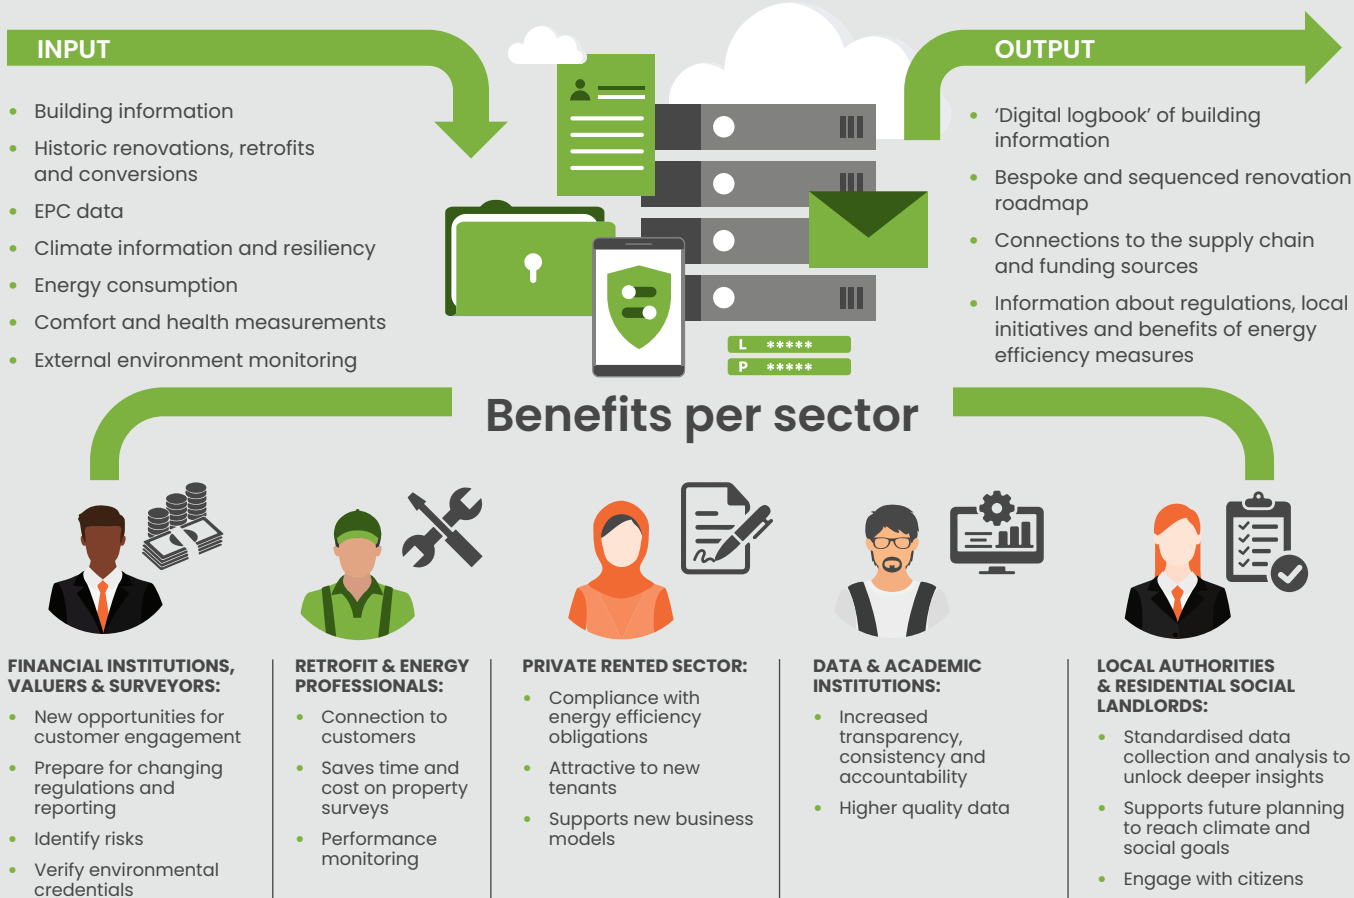 INPUT
• Building information
• Historic renovations, retrofits
and conversions
• EPC data
• Climate information and resiliency
• Energy consumption
• Comfort and health measurements
• External environment monitoring
L *****
P *****
OUTPUT
• ‘Digital logbook’ of building
information
• Bespoke and sequenced renovation
roadmap
• Connections to the supply chain
and funding sources
• Information about regulations, local
initiatives and benefits of energy
efficiency measures
Benefits per sector
FINANCIAL INSTITUTIONS,
VALUERS & SURVEYORS:
• New opportunities for
customer engagement
• Prepare for changing
regulations and
reporting
• Identify risks
• Verify environmental
credentials
RETROFIT & ENERGY
PROFESSIONALS:
• Connection to
customers
• Saves time and
cost on property
surveys
• Performance
monitoring
PRIVATE RENTED SECTOR:
• Compliance with
energy efficiency
obligations
• Attractive to new
tenants
• Supports new business
models
DATA & ACADEMIC
INSTITUTIONS:
• Increased
transparency,
consistency and
accountability
• Higher quality data
LOCAL AUTHORITIES
& RESIDENTIAL SOCIAL
LANDLORDS:
• Standardised data
collection and analysis to
unlock deeper insights
• Supports future planning
to reach climate and
social goals
• Engage with citizens